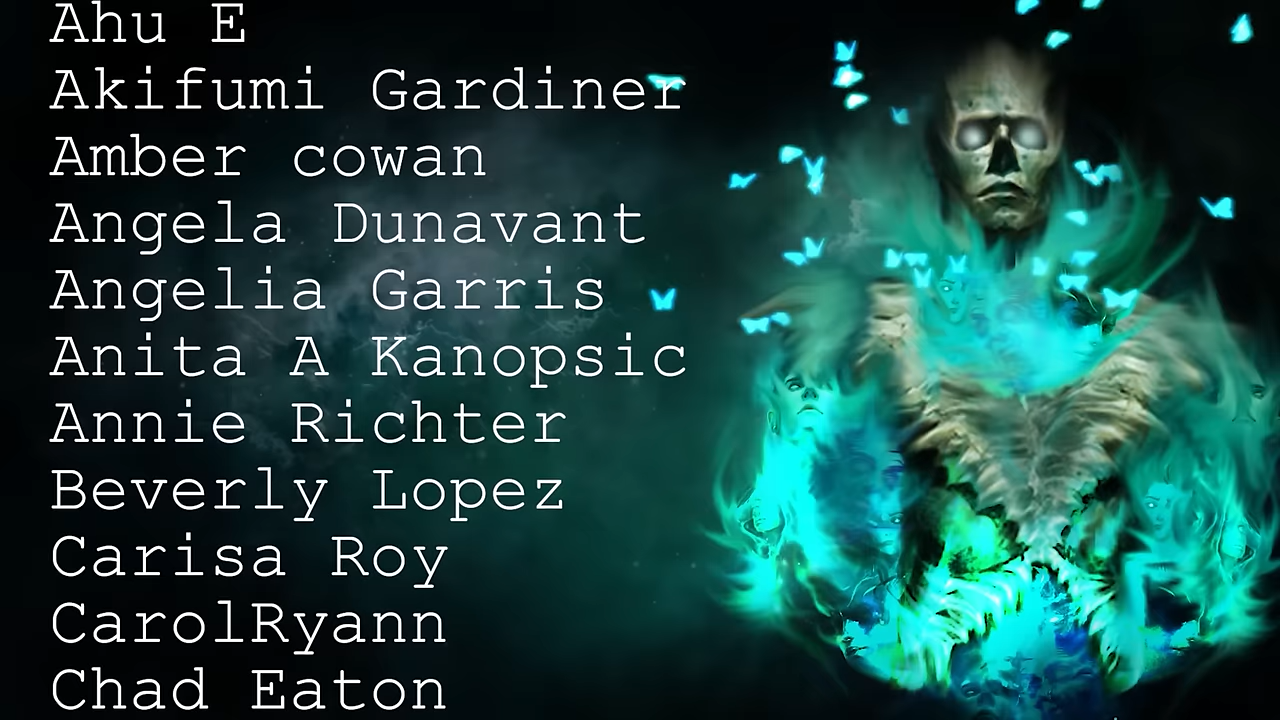 Ahu E
Akifumi Gardiner
Amber cowan
Angela Dunavant
Angelia Garris
Anita A Kanopsic
Annie Richter
Beverly Lopez
Carisa Roy
CarolRyann
Chad Eaton